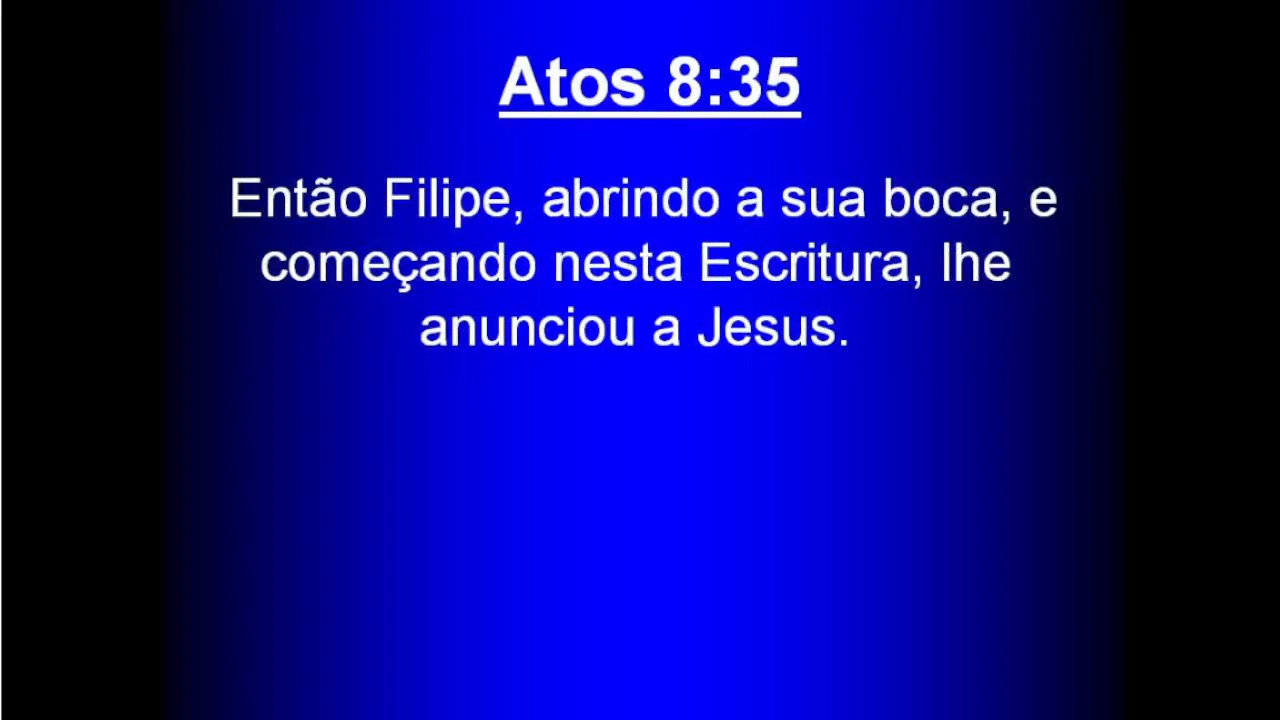 Atos 8:35
Então Filipe, abrindo a sua boca, e
começando nesta Escritura, lhe
anunciou a Jesus.